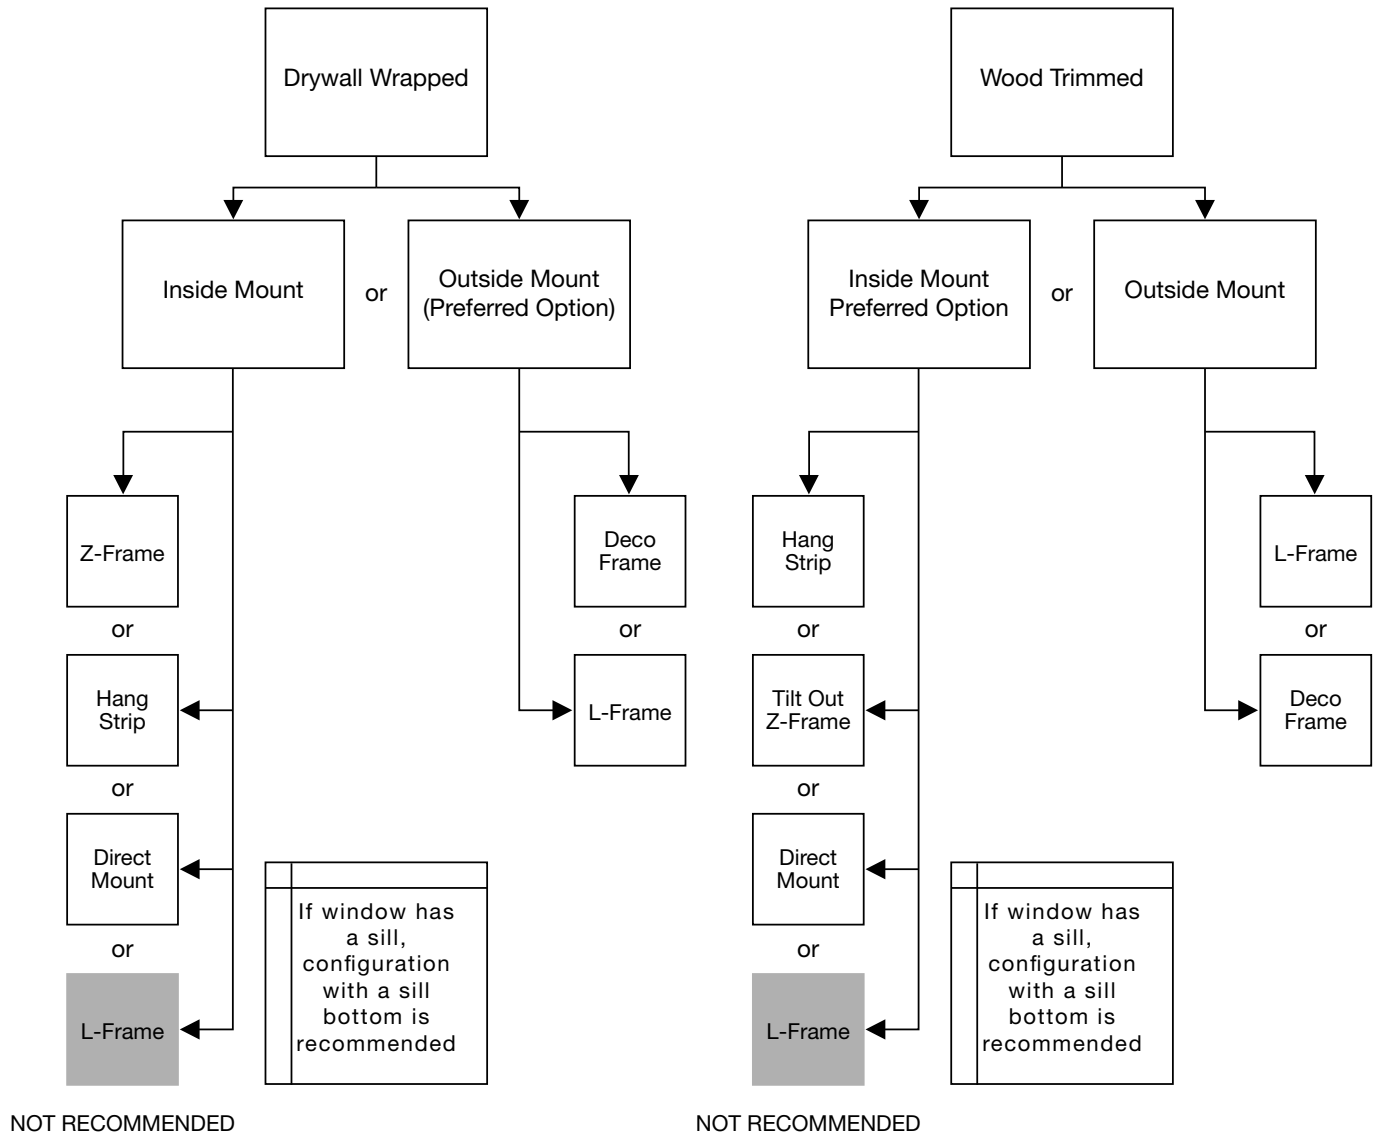 Drywall Wrapped
Inside Mount
or
Outside Mount
(Preferred Option)
Z-Frame
or
Hang
Strip
or
Direct
Mount
or
L-Frame
NOT RECOMMENDED
Deco
Frame
or
L-Frame
If window has
a sill,
configuration
with a sill
bottom is
recommended
Wood Trimmed
Inside Mount
Preferred Option
or
Outside Mount
Hang
Strip
or
Tilt Out
Z-Frame
or
Direct
Mount
or
L-Frame
NOT RECOMMENDED
L-Frame
or
Deco
Frame
If window has
a sill,
configuration
with a sill
bottom is
recommended